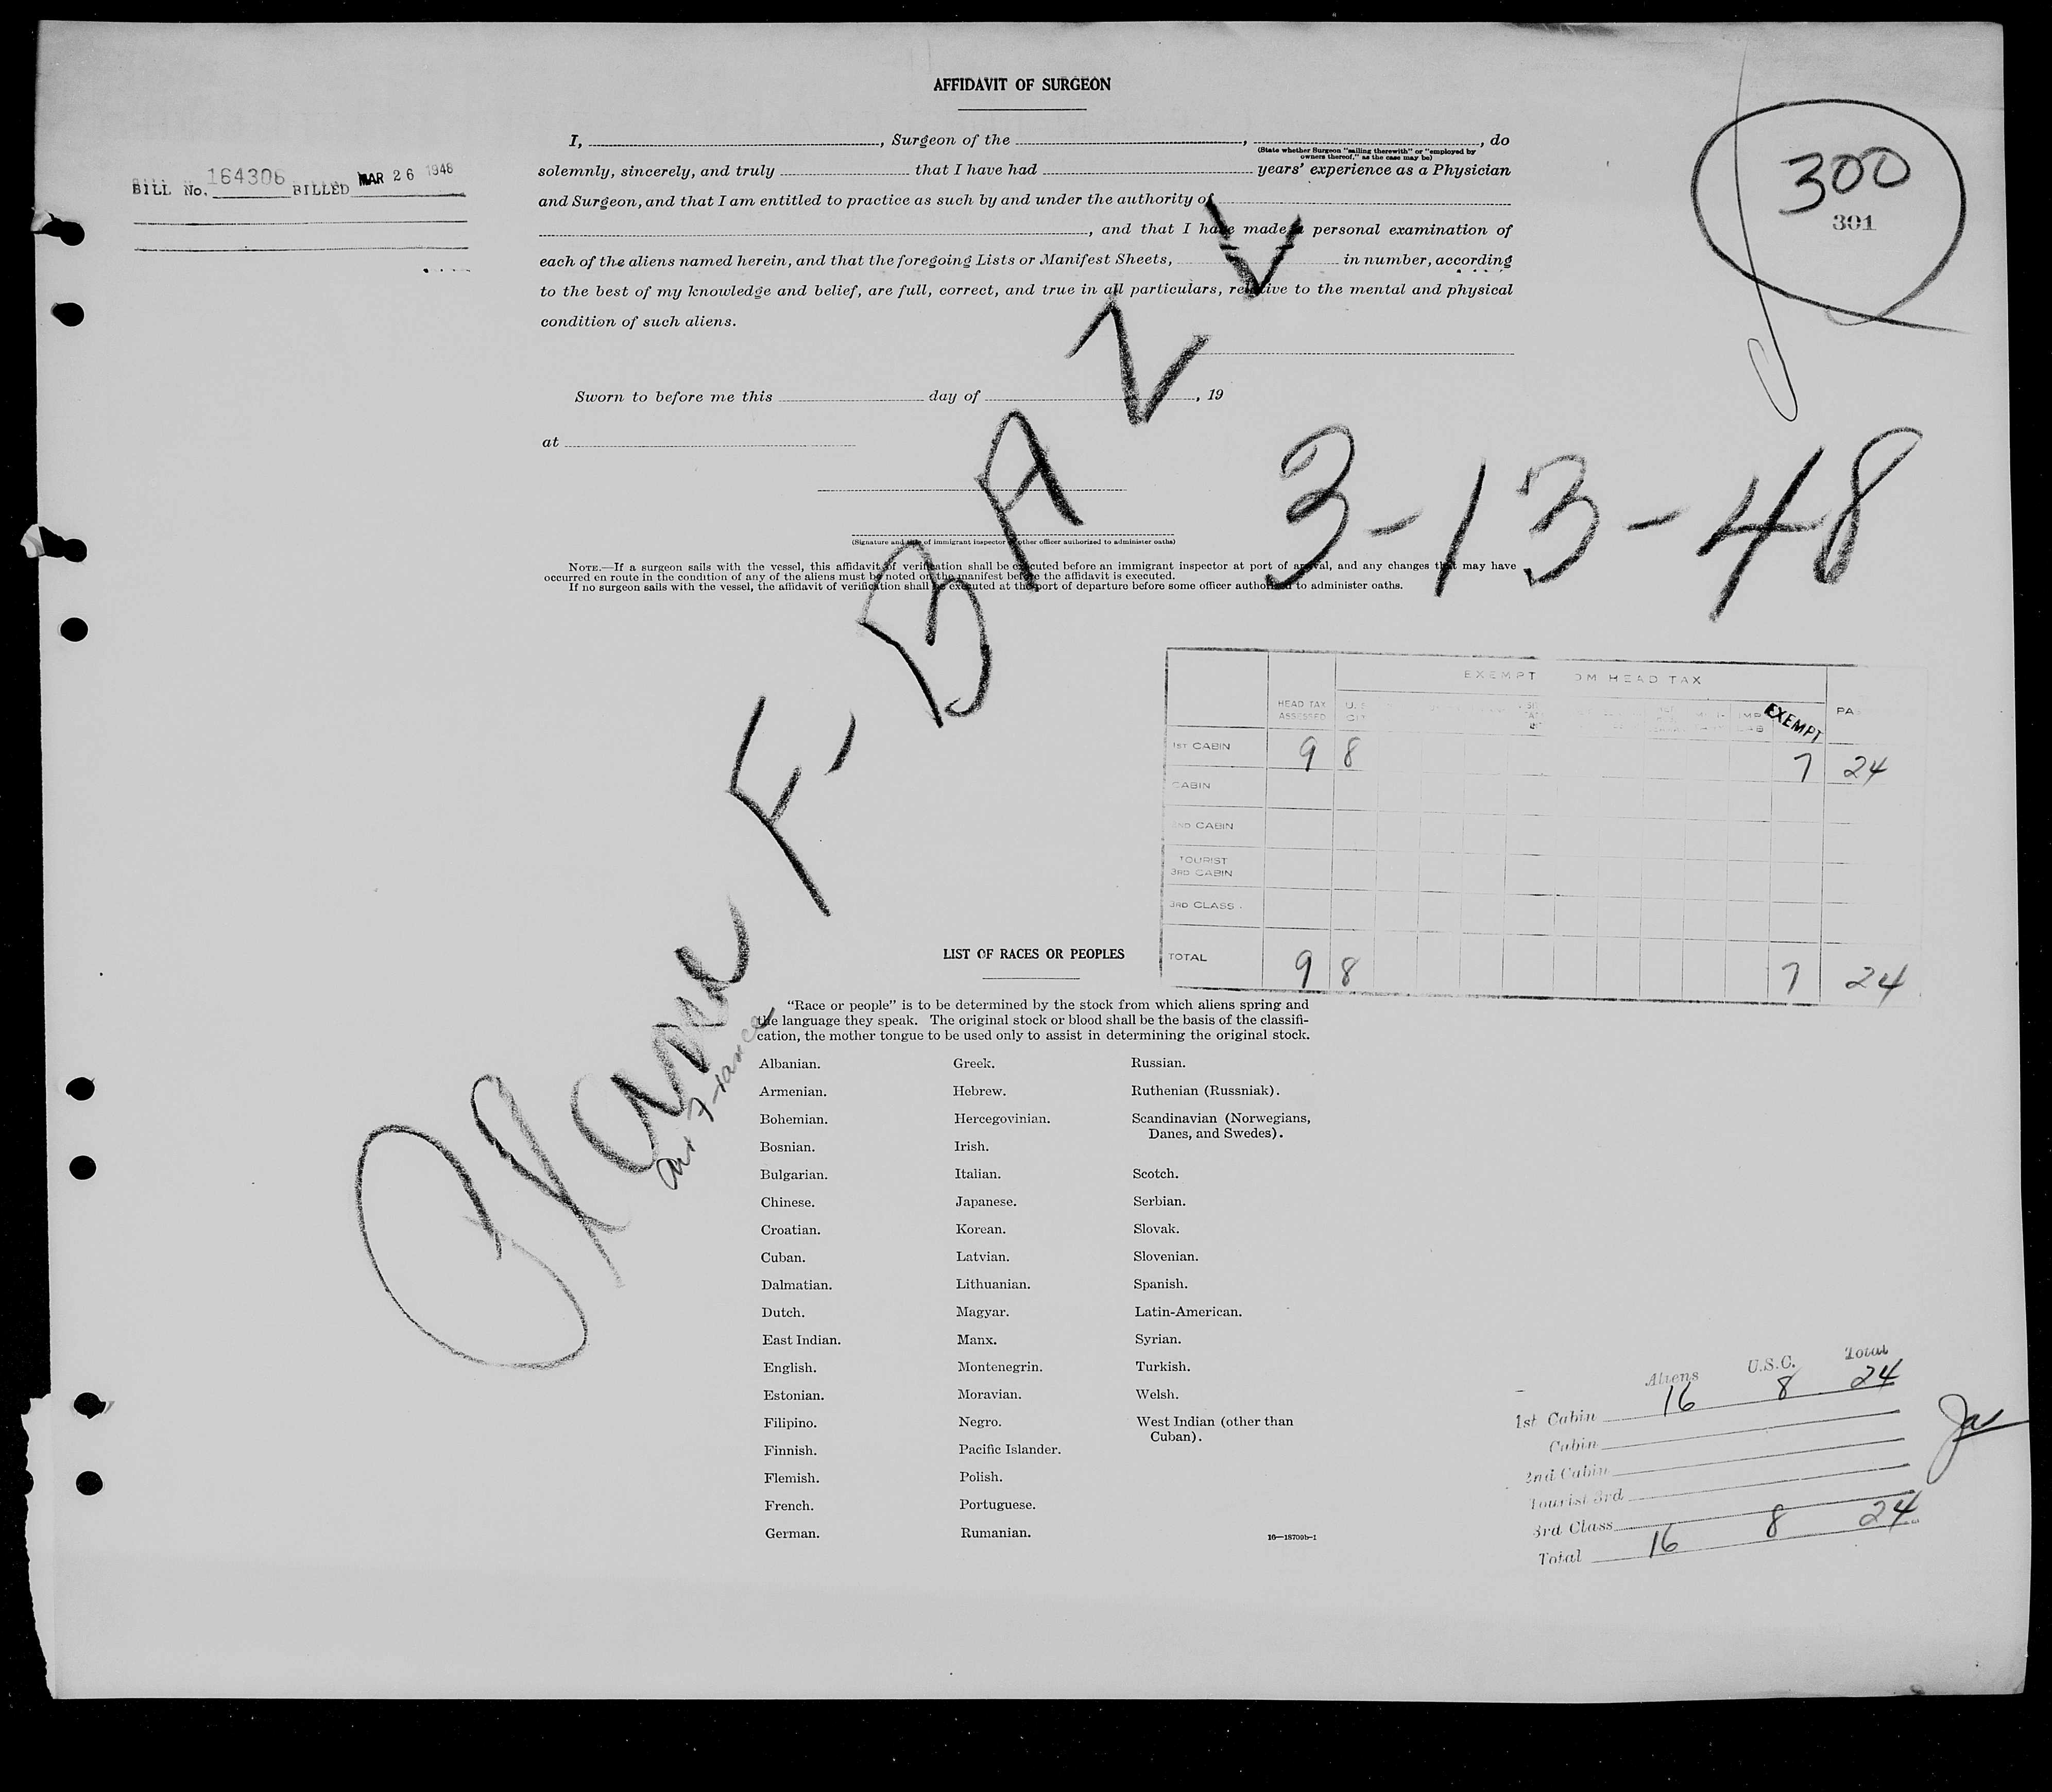 AFFIDAVIT OF SURGEON
I, , Surgeon of the , , do
(State whether Surgeon "sailing therewith" or "employed by
owners thereof," as the case may be)
solemnly, sincerely, and truly that I have had years' experience as a Physician
and Surgeon, and that I am entitled to practice as such by and under the authority of
, and that I have made a personal examination of
each of the aliens named herein, and that the foregoing Lists or Manifest Sheets, in number, according
to the best of my knowledge and belief, are full, correct, and true in all particulars, relative to the mental and physical
condition of such aliens.
BILL No. 164306 BILLED MAR 26 1948
300
301
Sworn to before me this day of , 19
at
(Signature and title of immigrant inspector or other officer authorized to administer oaths)
3-13-48
NOTE.—If a surgeon sails with the vessel, this affidavit of verification shall be executed before an immigrant inspector at port of arrival, and any changes that may have
occurred en route in the condition of any of the aliens must be noted on the manifest before the affidavit is executed.
If no surgeon sails with the vessel, the affidavit of verification shall be executed at the port of departure before some officer authorized to administer oaths.
Plane F-BAZL
Air France
EXEMPT OM HEAD TAX
HEAD TAX ASSESSED U.S. CIT EXEMPT PA
1ST CABIN 9 8 7 24
CABIN
2ND CABIN
TOURIST
3RD CABIN
3RD CLASS
TOTAL 9 8 7 24
LIST OF RACES OR PEOPLES
"Race or people" is to be determined by the stock from which aliens spring and
the language they speak. The original stock or blood shall be the basis of the classifi-
cation, the mother tongue to be used only to assist in determining the original stock.
Albanian.
Armenian.
Bohemian.
Bosnian.
Bulgarian.
Chinese.
Croatian.
Cuban.
Dalmatian.
Dutch.
East Indian.
English.
Estonian.
Filipino.
Finnish.
Flemish.
French.
German.
Greek.
Hebrew.
Hercegovinian.
Irish.
Italian.
Japanese.
Korean.
Latvian.
Lithuanian.
Magyar.
Manx.
Montenegrin.
Moravian.
Negro.
Pacific Islander.
Polish.
Portuguese.
Rumanian.
Russian.
Ruthenian (Russniak).
Scandinavian (Norwegians,
Danes, and Swedes).
Scotch.
Serbian.
Slovak.
Slovenian.
Spanish.
Latin-American.
Syrian.
Turkish.
Welsh.
West Indian (other than
Cuban).
16—18709b-1
Aliens U.S.C. Total
1st Cabin 16 8 24
Cabin
2nd Cabin
Tourist 3rd
3rd Class
Total 16 8 24